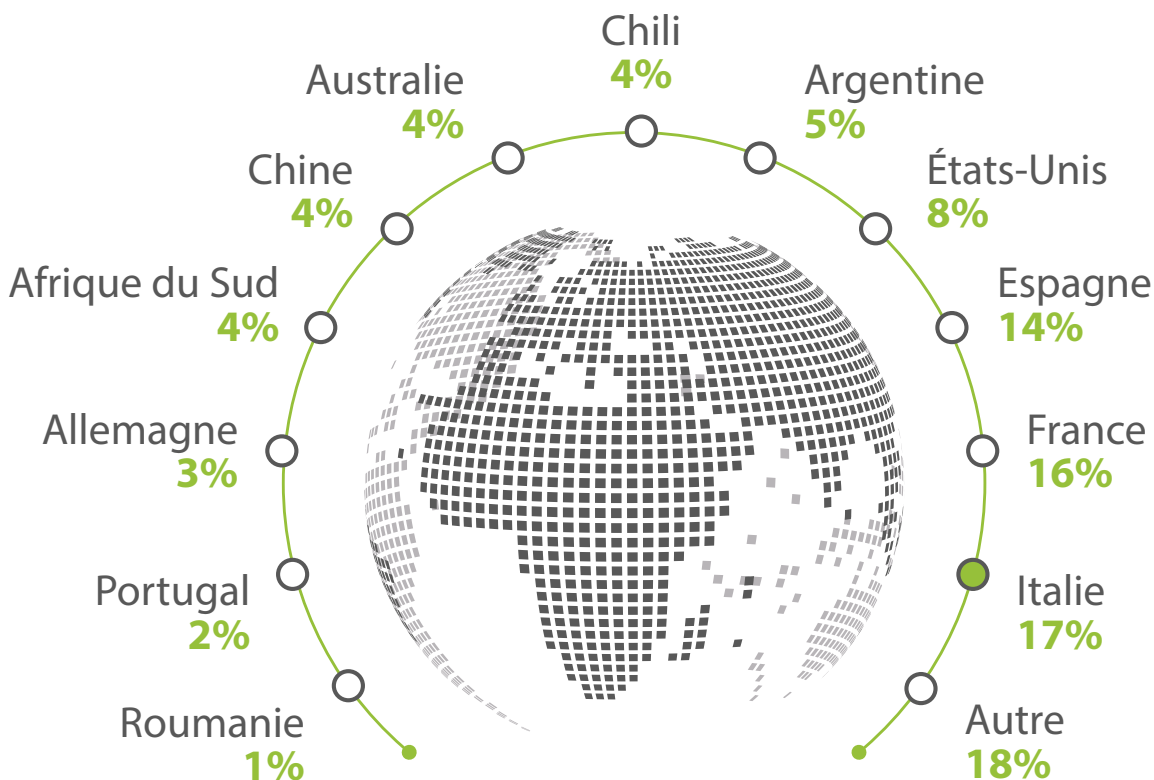 Chili
4%
Argentine
5%
États-Unis
8%
Espagne
14%
France
16%
Italie
17%
Autre
18%
Australie
4%
Chine
4%
Afrique du Sud
4%
Allemagne
3%
Portugal
2%
Roumanie
1%